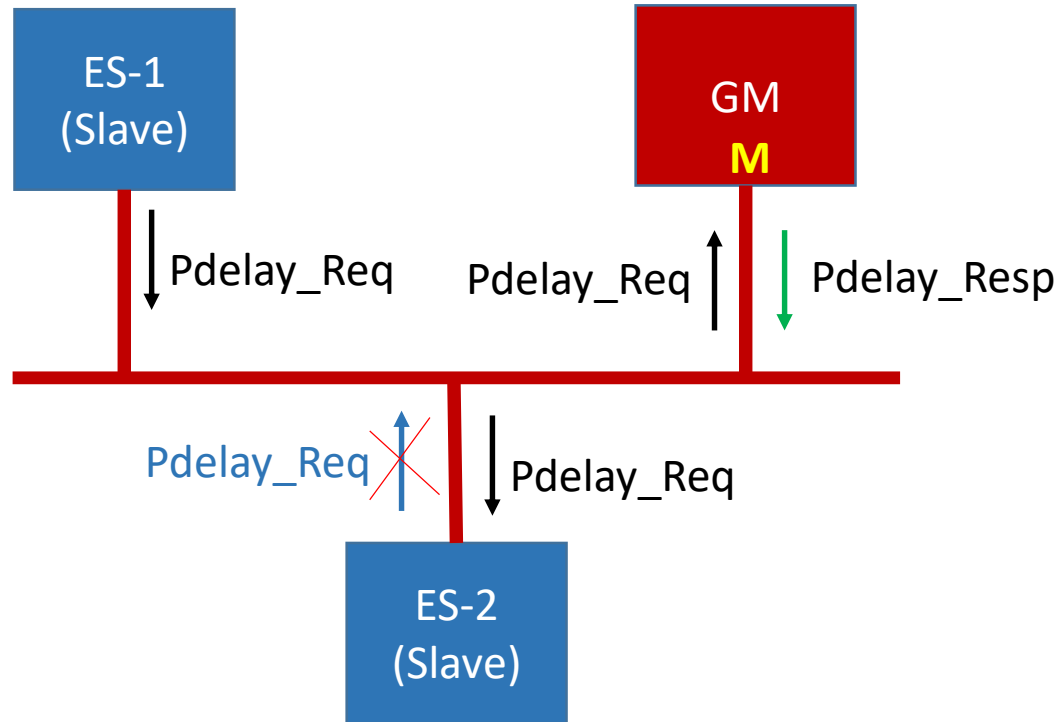 ES-1
(Slave)
GM
M
Pdelay_Req
Pdelay_Req
Pdelay_Resp
Pdelay_Req
Pdelay_Req
ES-2
(Slave)